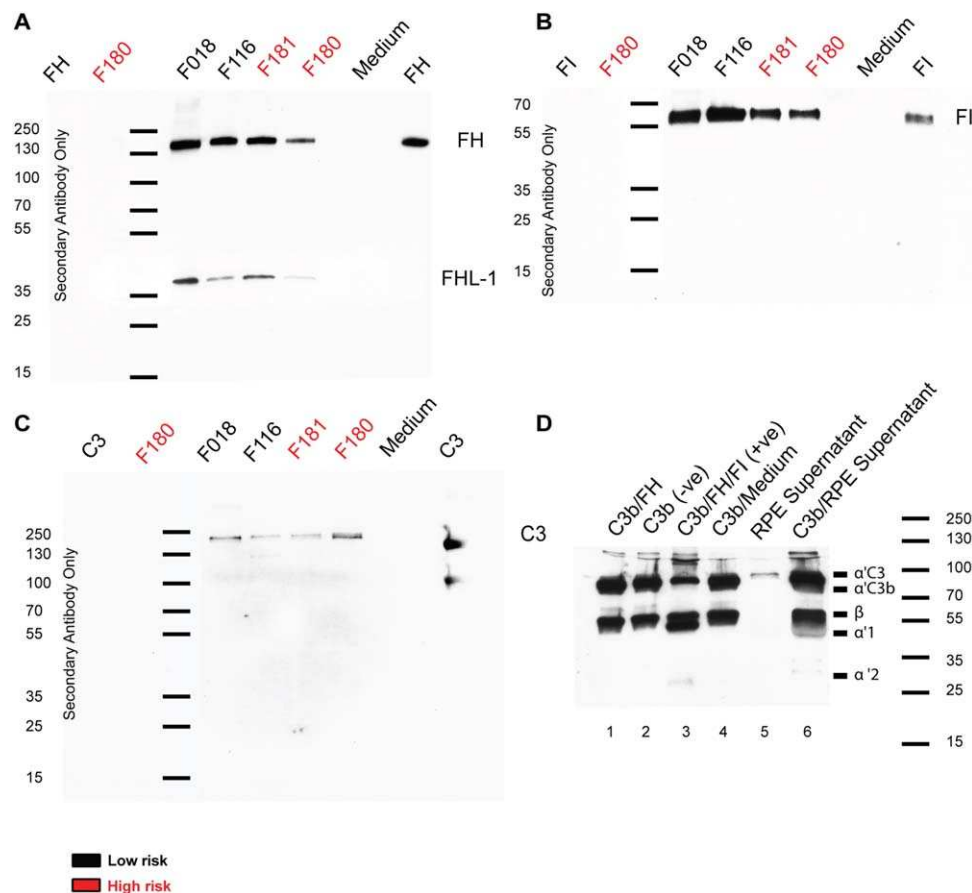 A
FH
F180
F018
F116
F181
F180
Medium
FH
250
130
100
70
55
35
25
15
Secondary Antibody Only
FH
FHL-1
B
FI
F180
F018
F116
F181
F180
Medium
FI
70
55
35
25
15
Secondary Antibody Only
FI
C
C3
F180
F018
F116
F181
F180
Medium
C3
250
130
100
70
55
35
25
15
Secondary Antibody Only
C3
D
C3b/FH
C3b (-ve)
C3b/FH/FI (+ve)
C3b/Medium
RPE Supernatant
C3b/RPE Supernatant
α'C3
α'C3b
β
α'1
α'2
250
130
100
70
55
35
25
15
1 2 3 4 5 6
Low risk
High risk